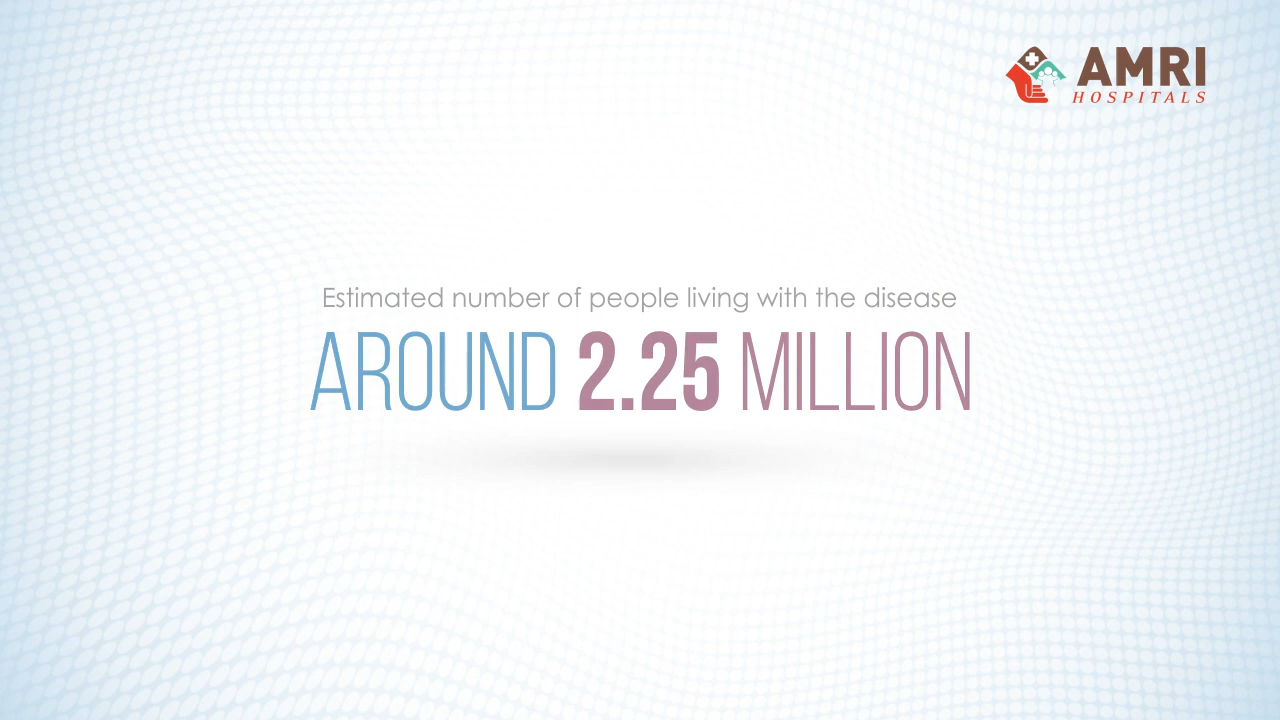 AMRI
HOSPITALS
Estimated number of people living with the disease
AROUND 2.25 MILLION